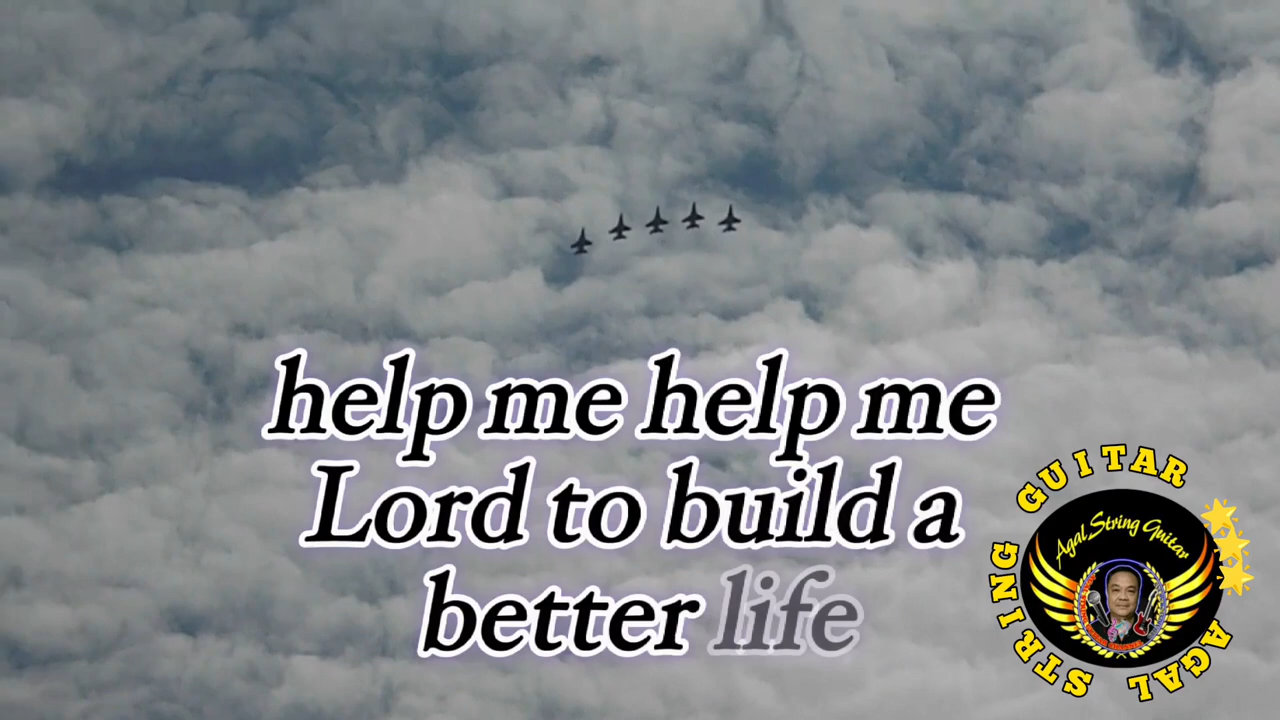 help me help me
Lord to build a
better life
AGAL STRING GUITAR
Agal String Guitar